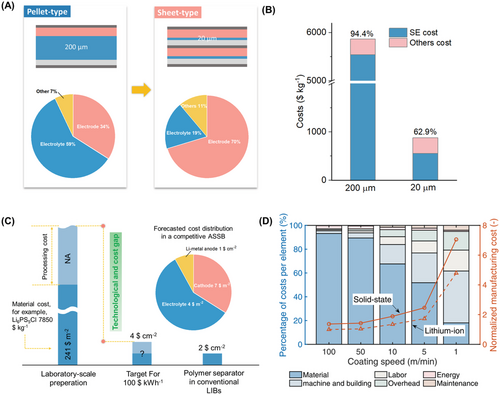 (A)
Pellet-type
Sheet-type
200 μm
20 μm
Other 7%
Electrode 34%
Electrolyte 59%
Others 11%
Electrolyte 19%
Electrode 70%
(B)
94.4%
SE cost
Others cost
6000
5000
1000
0
Costs ($ kg⁻¹)
62.9%
200 μm
20 μm
(C)
Processing cost
NA
Material cost,
for example,
Li₆PS₅Cl 7850
$ kg⁻¹
241 $ m⁻²
Technological and cost gap
Forecasted cost distribution
in a competitive ASSB
Li-metal anode 1 $ cm⁻²
Cathode 7 $ m⁻²
Electrolyte 4 $ m⁻²
4 $ cm⁻²
?
2 $ cm⁻²
Laboratory-scale
preperation
Target For
100 $ kWh⁻¹
Polymer separator
in conventional
LIBs
(D)
Percentage of costs per element [%]
100
80
60
40
20
0
Solid-state
Lithium-ion
8
7
6
5
4
3
2
1
0
Normalized manufacturing cost (-)
100
50
10
5
1
Coating speed (m/min)
Material
machine and building
Labor
Overhead
Energy
Maintenance